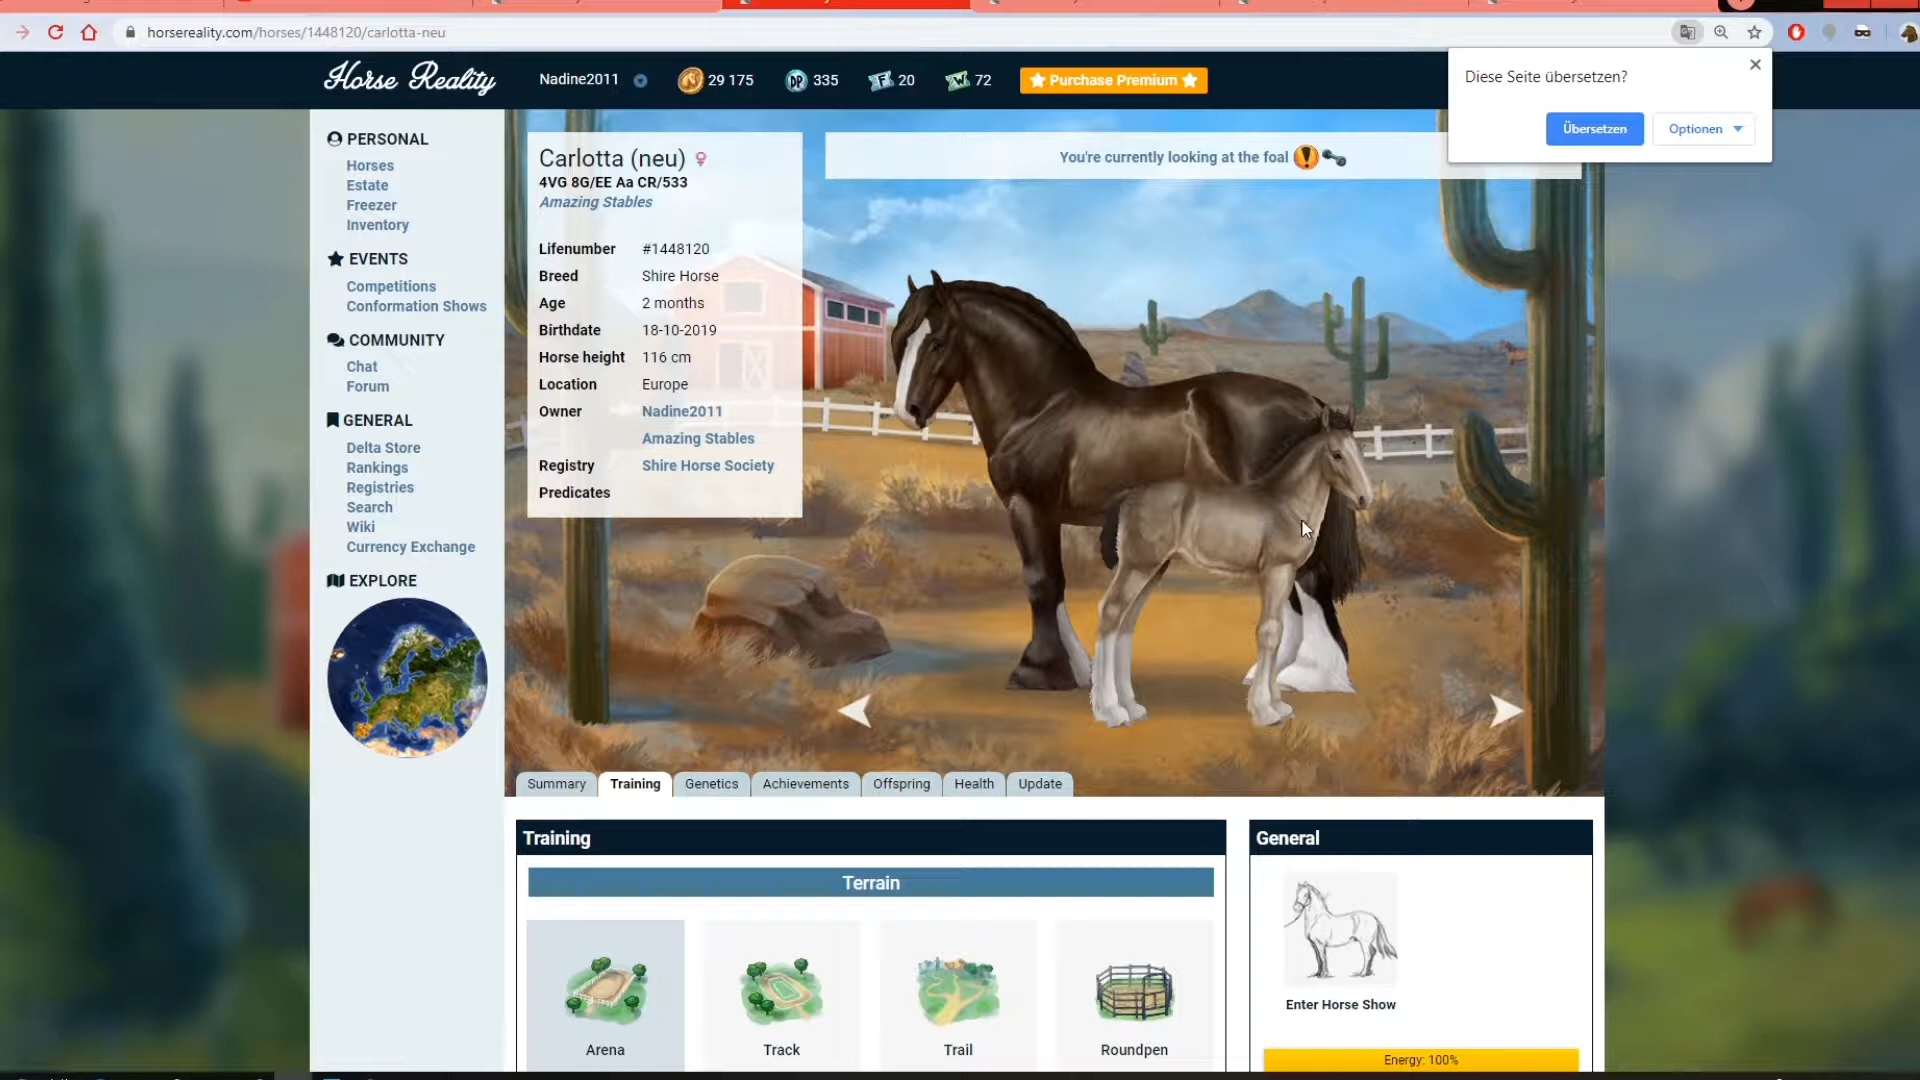 horsereality.com/horses/1448120/carlotta-neu
Horse Reality
Nadine2011
29 175
DP
335
F
20
W
72
Purchase Premium
Diese Seite übersetzen?
Übersetzen
Optionen
PERSONAL
Horses
Estate
Freezer
Inventory
EVENTS
Competitions
Conformation Shows
COMMUNITY
Chat
Forum
GENERAL
Delta Store
Rankings
Registries
Search
Wiki
Currency Exchange
EXPLORE
Carlotta (neu)
4VG 8G/EE Aa CR/533
Amazing Stables
Lifenumber #1448120
Breed Shire Horse
Age 2 months
Birthdate 18-10-2019
Horse height 116 cm
Location Europe
Owner Nadine2011
Amazing Stables
Registry Shire Horse Society
Predicates
You're currently looking at the foal
Summary Training Genetics Achievements Offspring Health Update
Training
Terrain
Arena Track Trail Roundpen
General
Enter Horse Show
Energy: 100%